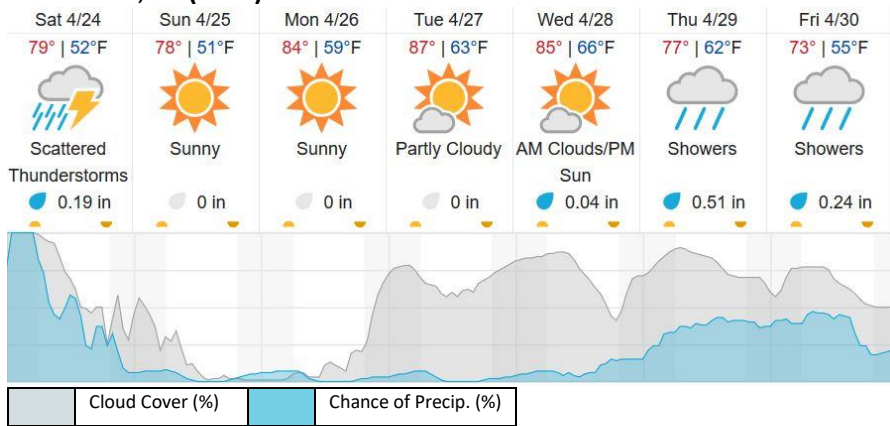 Sat 4/24 Sun 4/25 Mon 4/26 Tue 4/27 Wed 4/28 Thu 4/29 Fri 4/30
79° | 52°F 78° | 51°F 84° | 59°F 87° | 63°F 85° | 66°F 77° | 62°F 73° | 55°F
Scattered Sunny Sunny Partly Cloudy AM Clouds/PM Showers Showers
Thunderstorms Sun
0.19 in 0 in 0 in 0 in 0.04 in 0.51 in 0.24 in
Cloud Cover (%) Chance of Precip. (%)